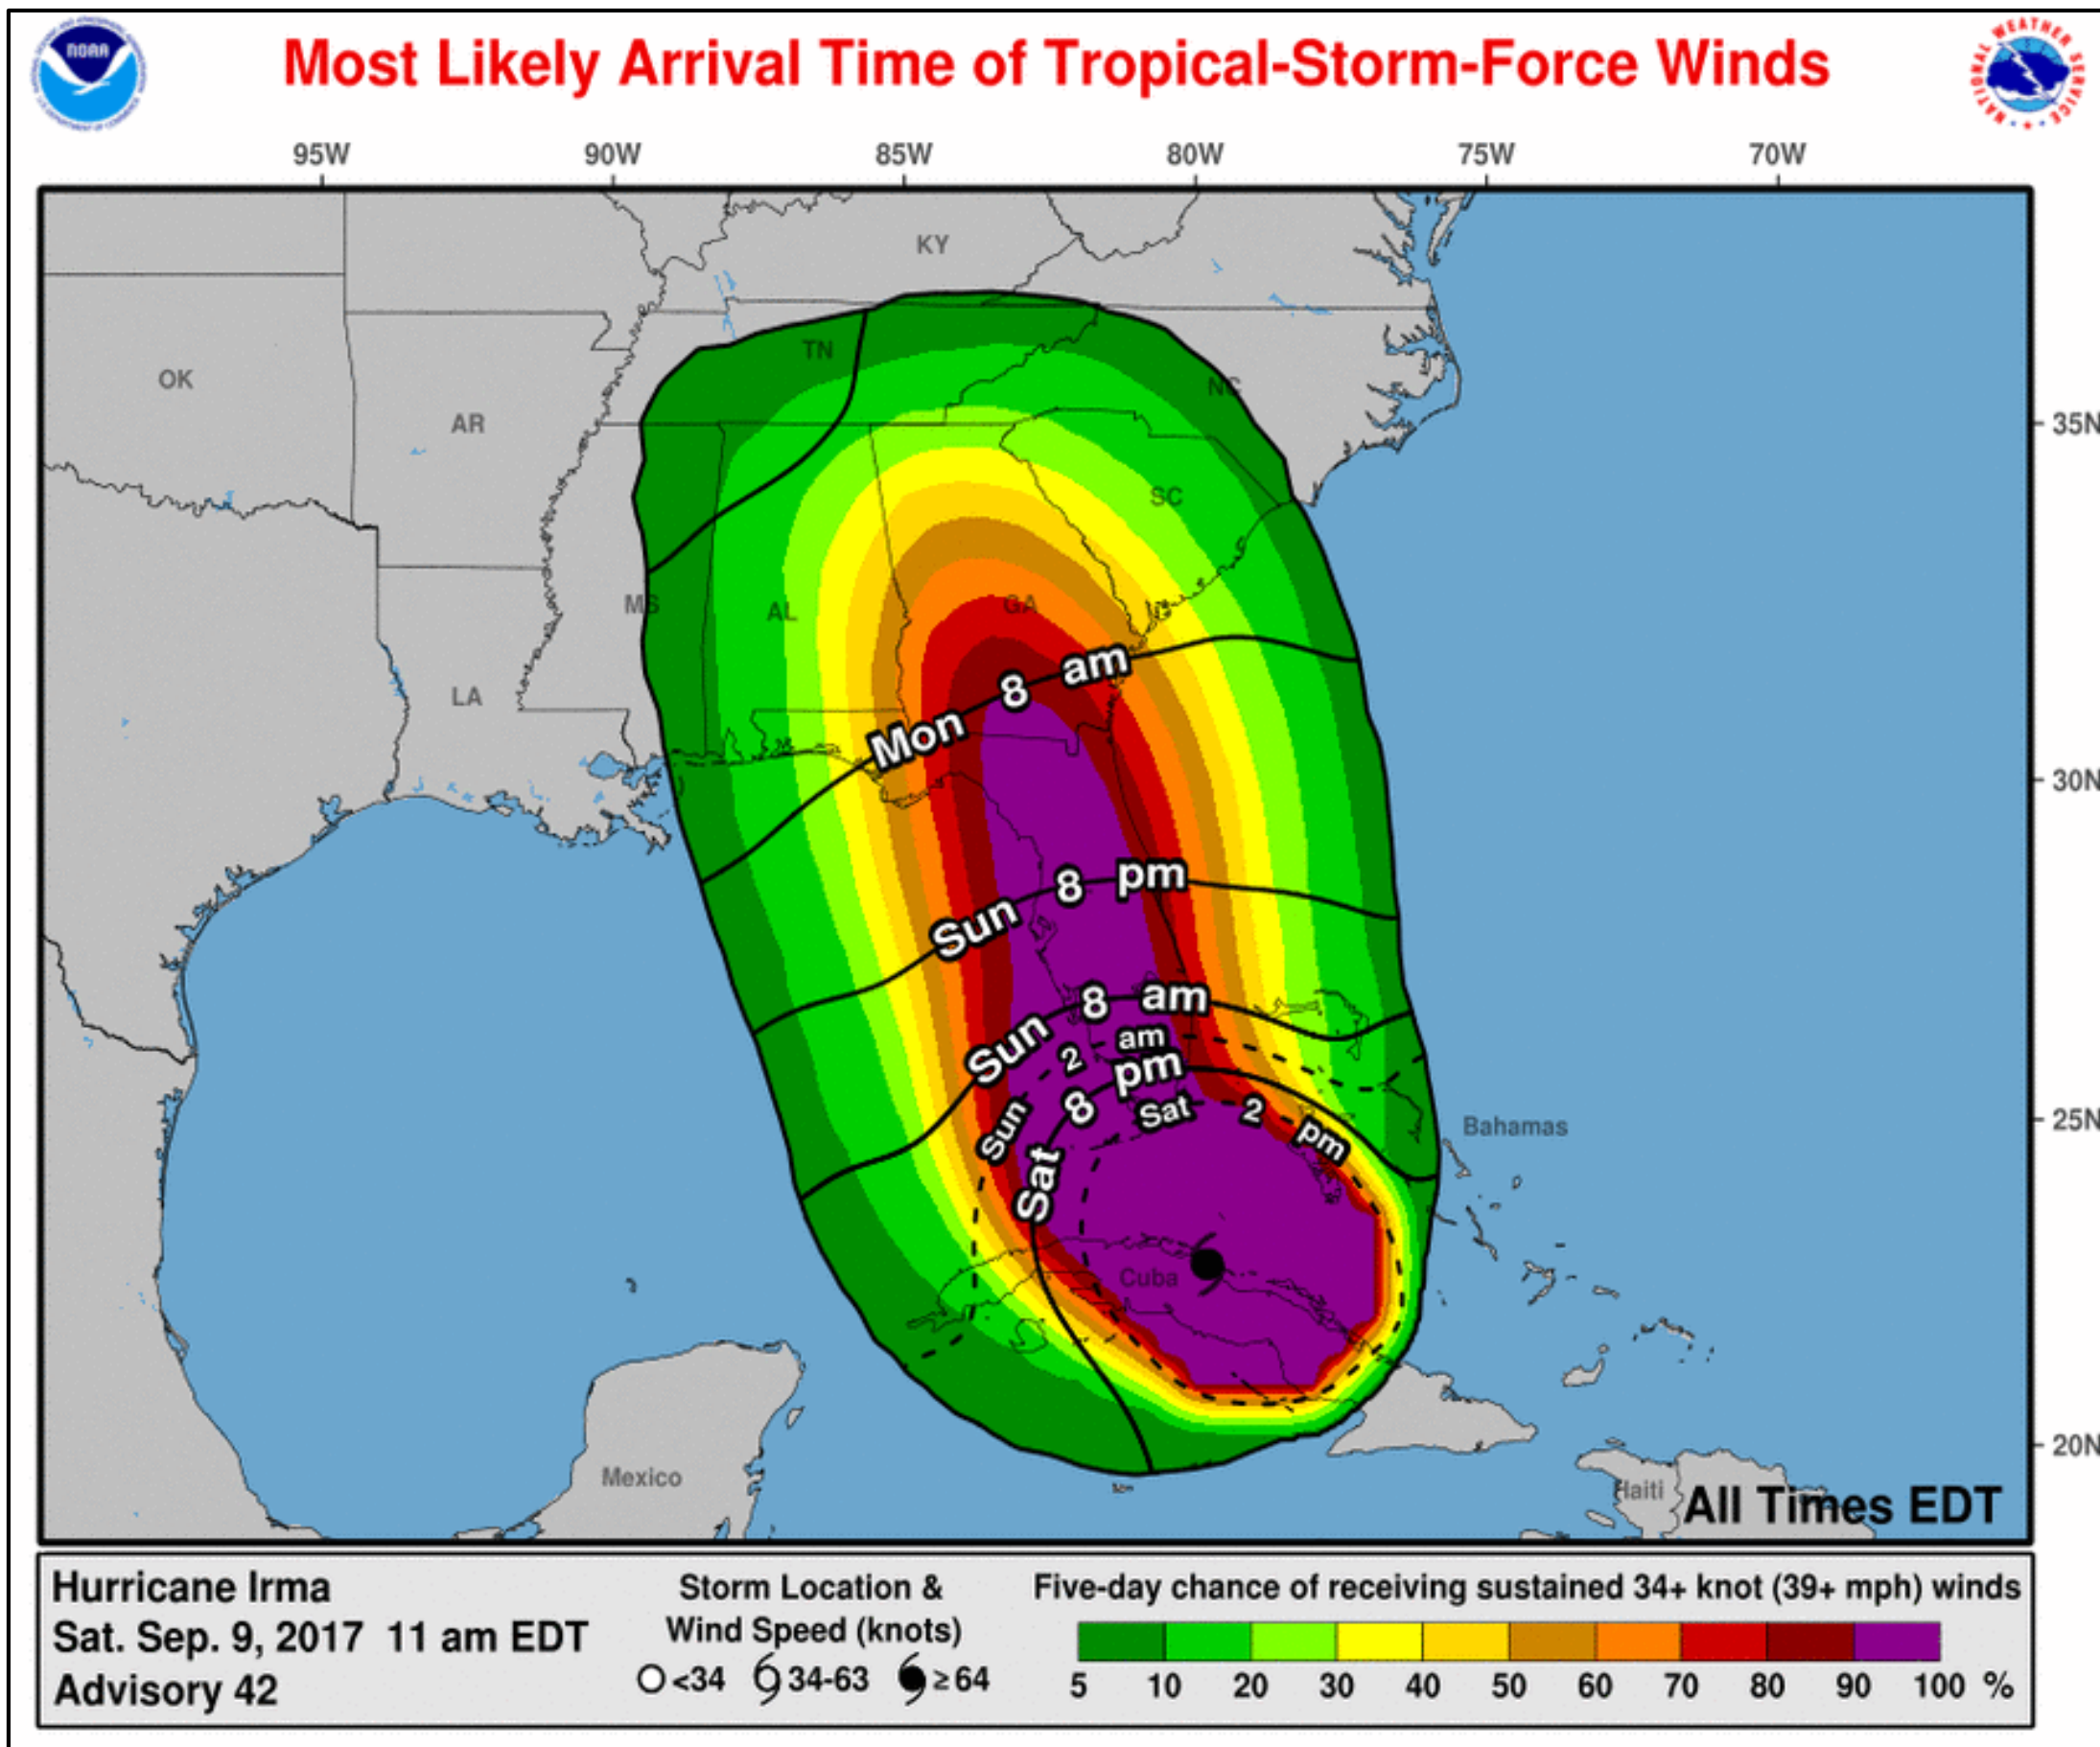 NOAA
Most Likely Arrival Time of Tropical-Storm-Force Winds
NATIONAL WEATHER SERVICE
95W 90W 85W 80W 75W 70W
KY
TN
OK
NC
AR
35N
SC
MS
AL
GA
LA
Mon 8 am
30N
Sun 8 pm
Sun 8 am
Sun 2 am
Sat 8 pm
Sat 2 pm
25N
Bahamas
Cuba
20N
Mexico
Haiti
All Times EDT
Hurricane Irma
Sat. Sep. 9, 2017 11 am EDT
Advisory 42
Storm Location &
Wind Speed (knots)
<34 34-63 ≥64
Five-day chance of receiving sustained 34+ knot (39+ mph) winds
5 10 20 30 40 50 60 70 80 90 100 %